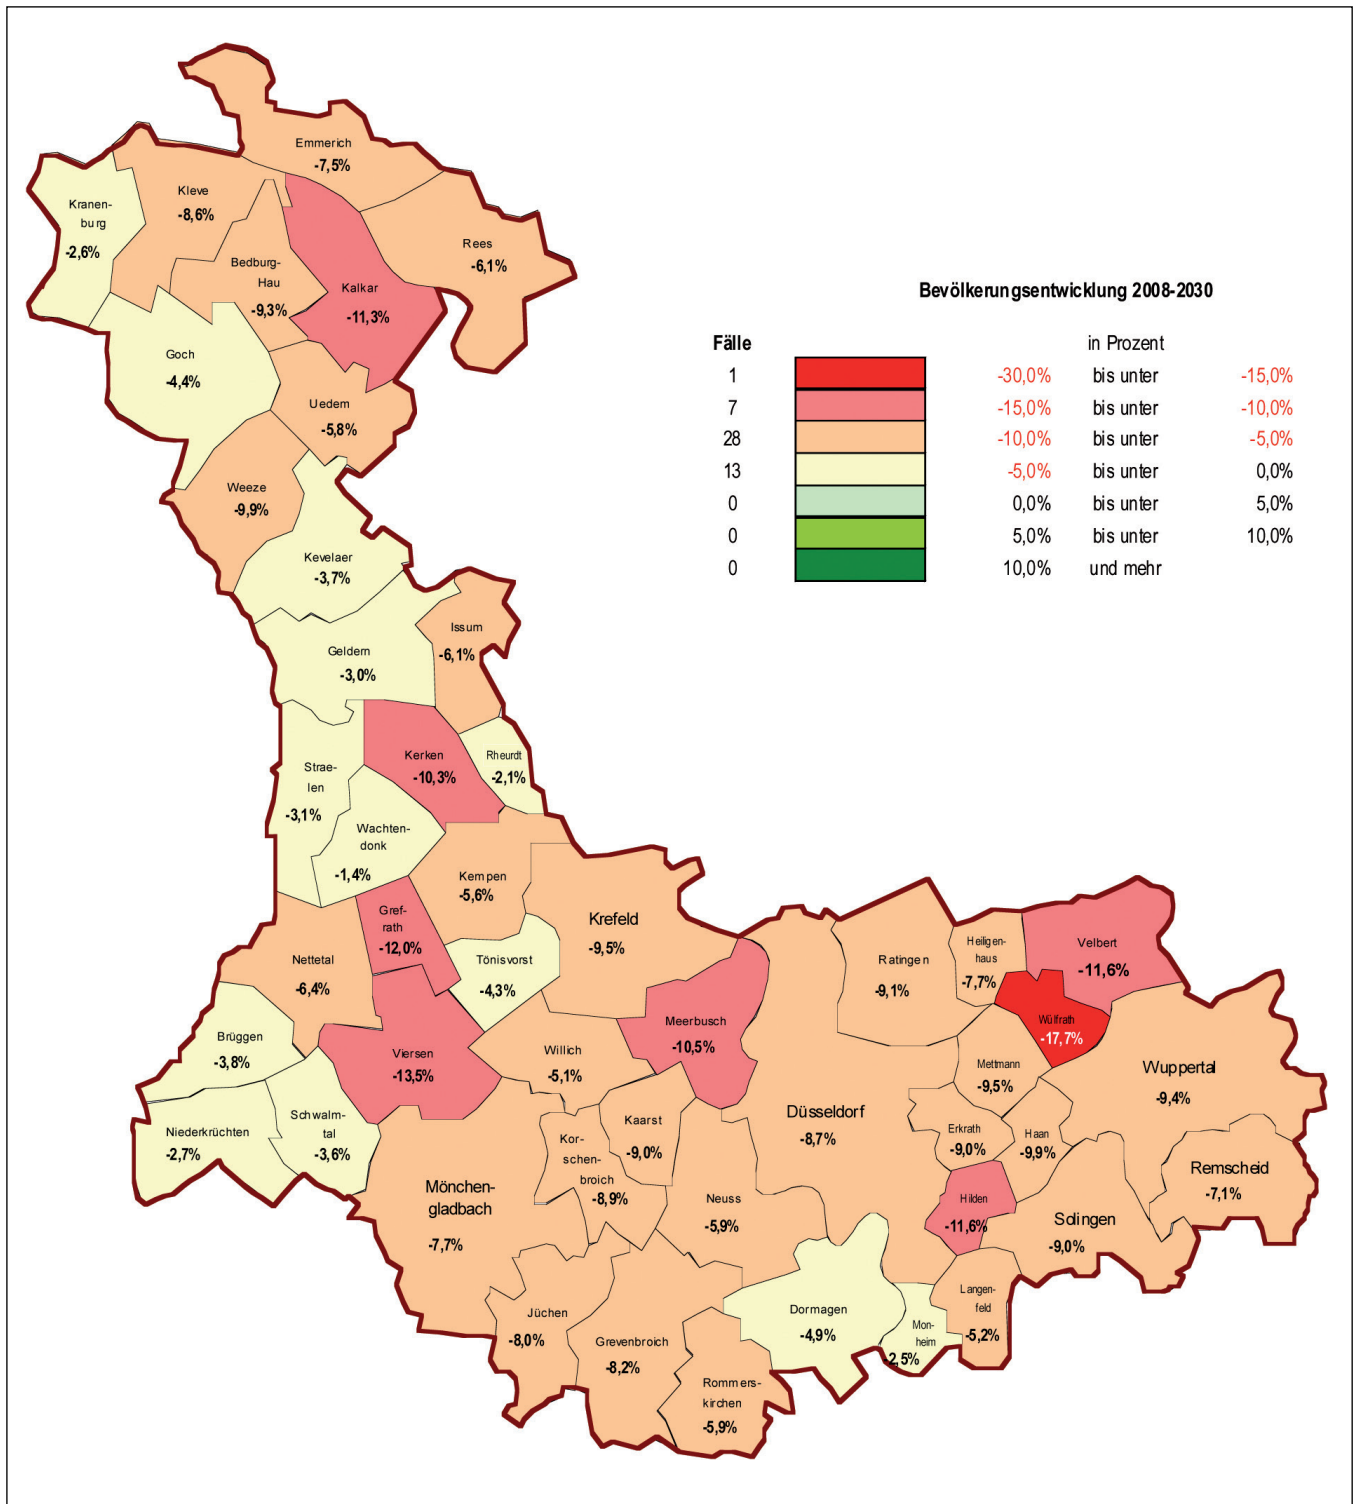 Emmerich
-7,5%
Kranen-
burg
-2,6%
Kleve
-8,6%
Bedburg-
Hau
-9,3%
Kalkar
-11,3%
Rees
-6,1%
Goch
-4,4%
Uedem
-5,8%
Weeze
-9,9%
Kevelaer
-3,7%
Geldern
-3,0%
Issum
-6,1%
Kerken
-10,3%
Rheurdt
-2,1%
Strae-
len
-3,1%
Wachten-
donk
-1,4%
Kempen
-5,6%
Gref-
rath
-12,0%
Krefeld
-9,5%
Tönisvorst
-4,3%
Nettetal
-6,4%
Brüggen
-3,8%
Viersen
-13,5%
Willich
-5,1%
Meerbusch
-10,5%
Niederkrüchten
-2,7%
Schwalm-
tal
-3,6%
Mönchen-
gladbach
-7,7%
Kor-
schen-
broich
-8,9%
Kaarst
-9,0%
Neuss
-5,9%
Düsseldorf
-8,7%
Ratingen
-9,1%
Heiligen-
haus
-7,7%
Velbert
-11,6%
Wülfrath
-17,7%
Mettmann
-9,5%
Wuppertal
-9,4%
Erkrath
-9,0%
Haan
-9,9%
Remscheid
-7,1%
Hilden
-11,6%
Solingen
-9,0%
Langen-
feld
-5,2%
Mon-
heim
-2,5%
Dormagen
-4,9%
Jüchen
-8,0%
Grevenbroich
-8,2%
Rommers-
kirchen
-5,9%
Bevölkerungsentwicklung 2008-2030
Fälle in Prozent
1 -30,0% bis unter -15,0%
7 -15,0% bis unter -10,0%
28 -10,0% bis unter -5,0%
13 -5,0% bis unter 0,0%
0 0,0% bis unter 5,0%
0 5,0% bis unter 10,0%
0 10,0% und mehr